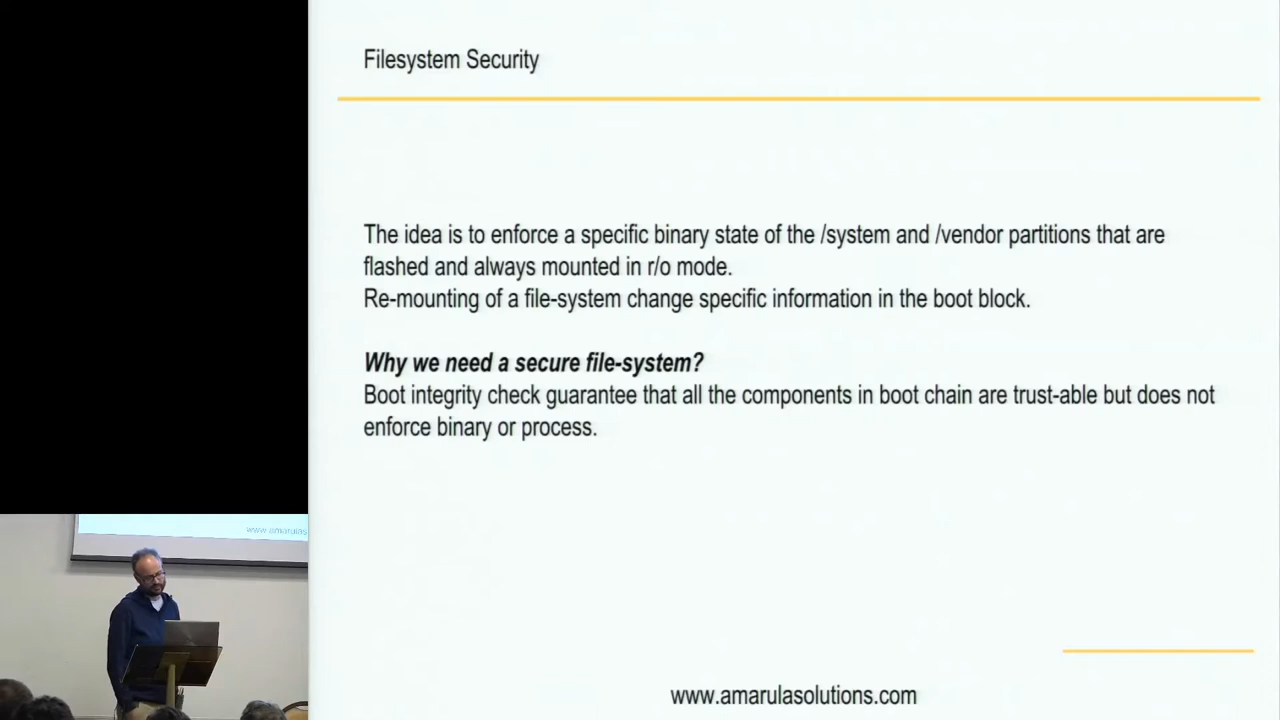 Filesystem Security
The idea is to enforce a specific binary state of the /system and /vendor partitions that are
flashed and always mounted in r/o mode.
Re-mounting of a file-system change specific information in the boot block.
Why we need a secure file-system?
Boot integrity check guarantee that all the components in boot chain are trust-able but does not
enforce binary or process.
www.amarulasolutions.com
www.amarulas